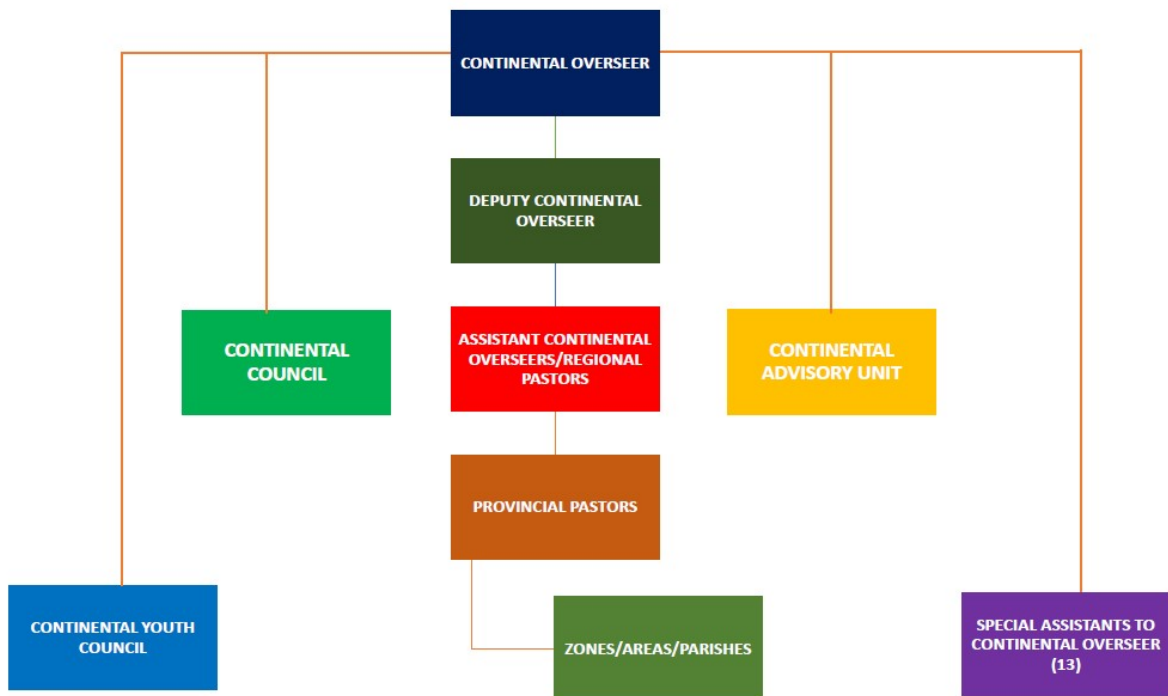 CONTINENTAL OVERSEER
DEPUTY CONTINENTAL
OVERSEER
CONTINENTAL
COUNCIL
ASSISTANT CONTINENTAL
OVERSEERS/REGIONAL
PASTORS
CONTINENTAL
ADVISORY UNIT
PROVINCIAL PASTORS
CONTINENTAL YOUTH
COUNCIL
ZONES/AREAS/PARISHES
SPECIAL ASSISTANTS TO
CONTINENTAL OVERSEER
(13)